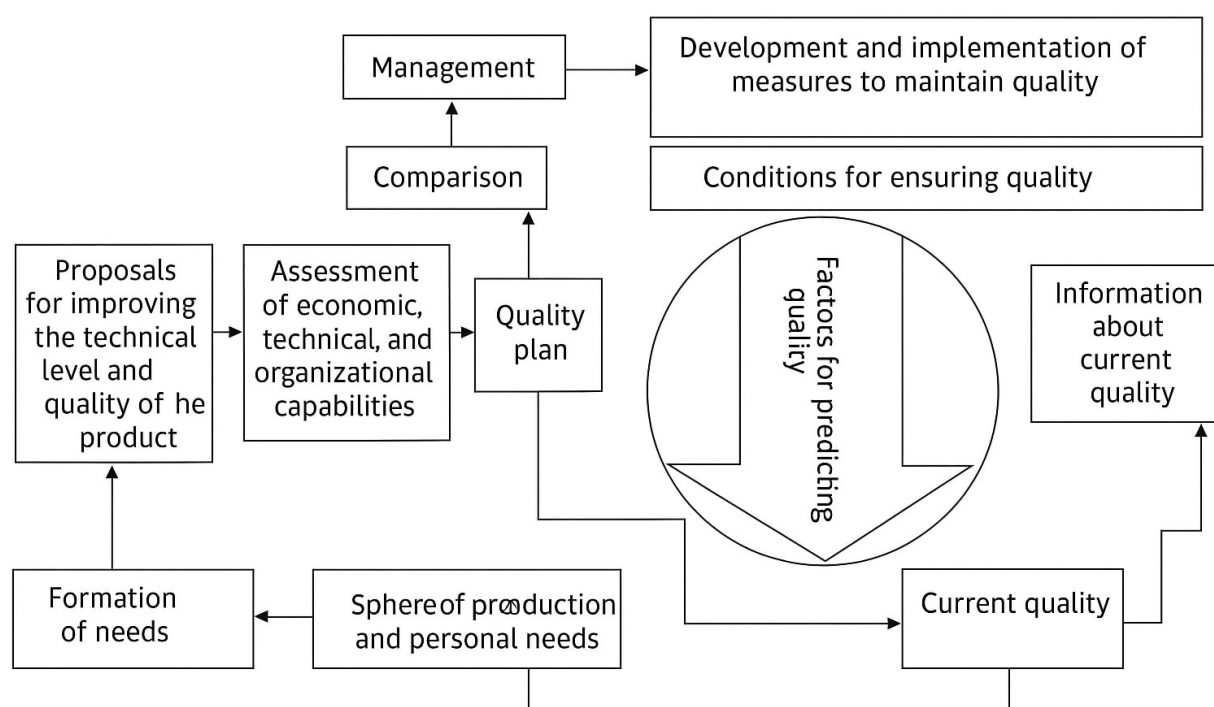 Management
Development and implementation of
measures to maintain quality
Comparison
Conditions for ensuring quality
Proposals
for improving
the technical
level and
quality of he
product
Assessment
of economic,
technical, and
organizational
capabilities
Quality
plan
Factors for predichting
quality
Information
about
current
quality
Formation
of needs
Sphere of
and personal needs
Current quality